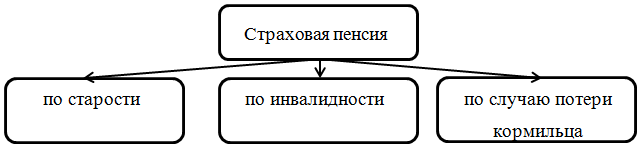 Страховая пенсия
по старости
по инвалидности
по случаю потери
кормильца